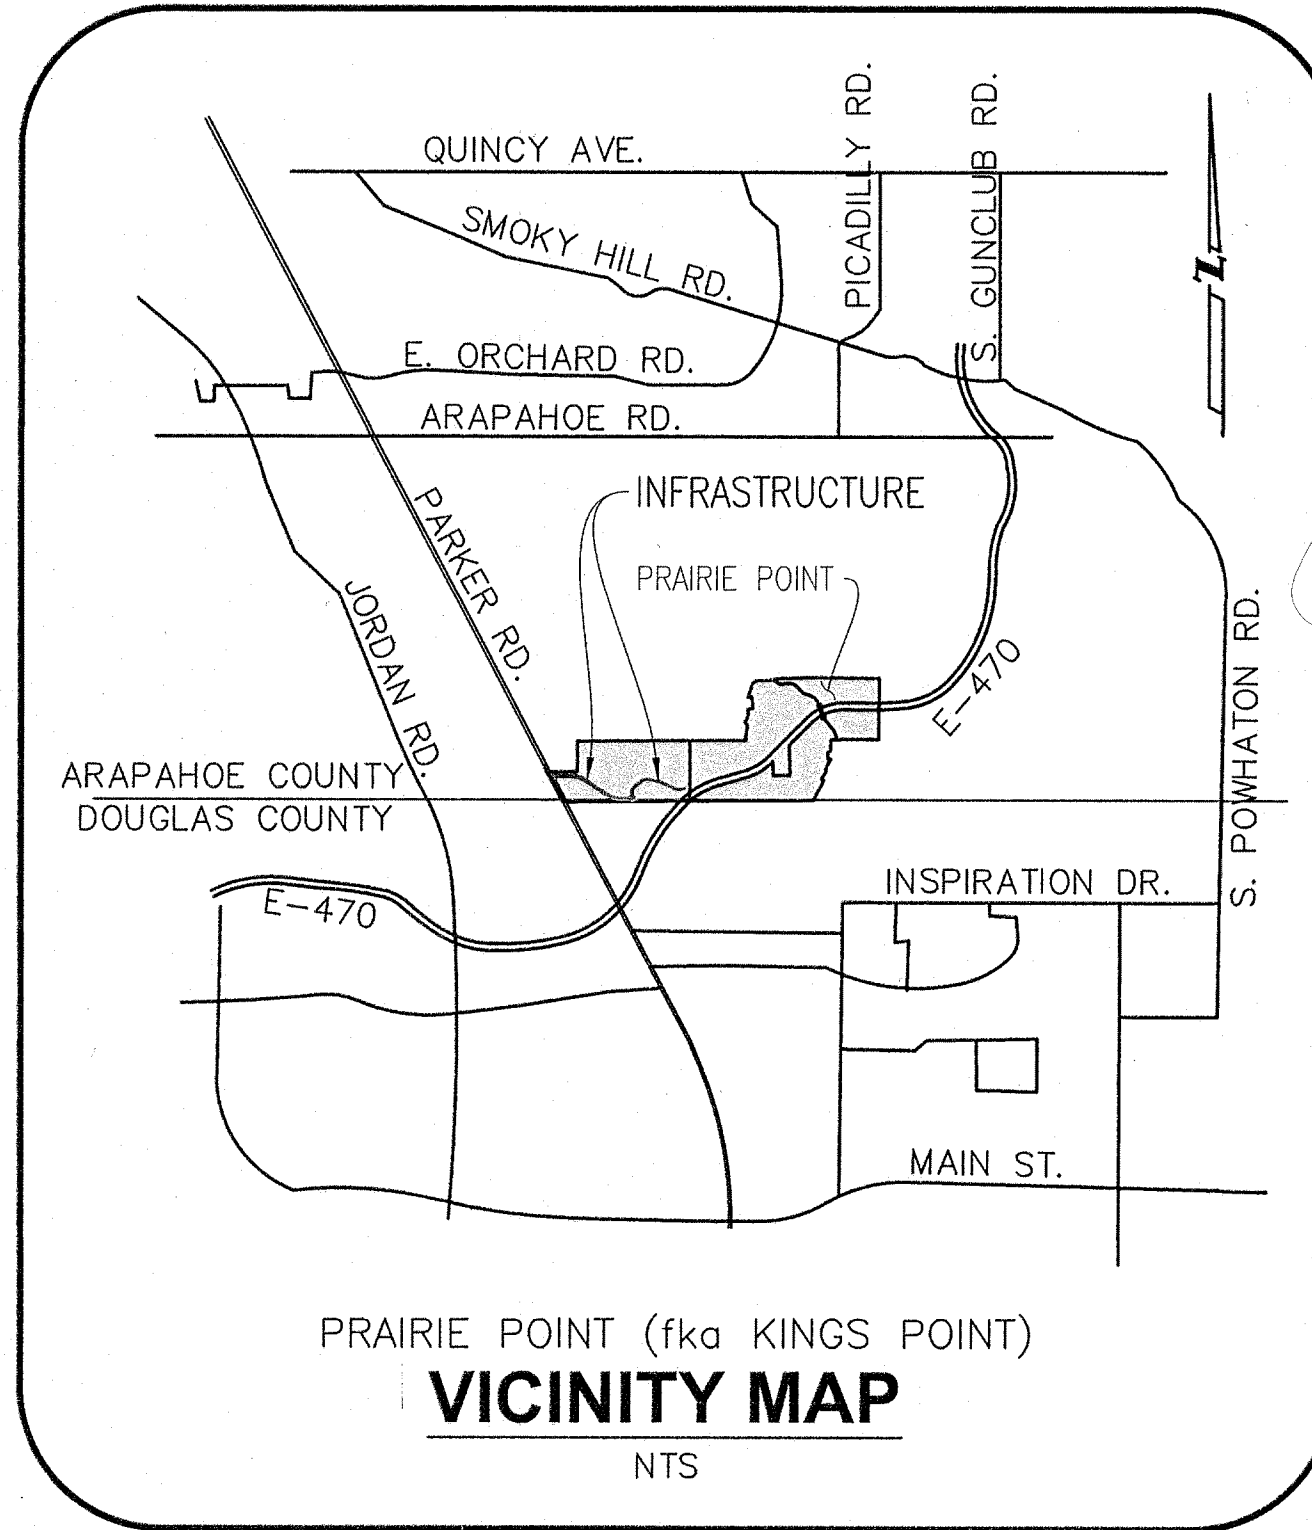 QUINCY AVE.
PICADILLY RD.
S. GUNCLUB RD.
SMOKY HILL RD.
N
E. ORCHARD RD.
ARAPAHOE RD.
INFRASTRUCTURE
PARKER RD.
PRAIRIE POINT
JORDAN RD.
S. POWHATON RD.
E-470
ARAPAHOE COUNTY
DOUGLAS COUNTY
INSPIRATION DR.
E-470
MAIN ST.
PRAIRIE POINT (fka KINGS POINT)
VICINITY MAP
NTS